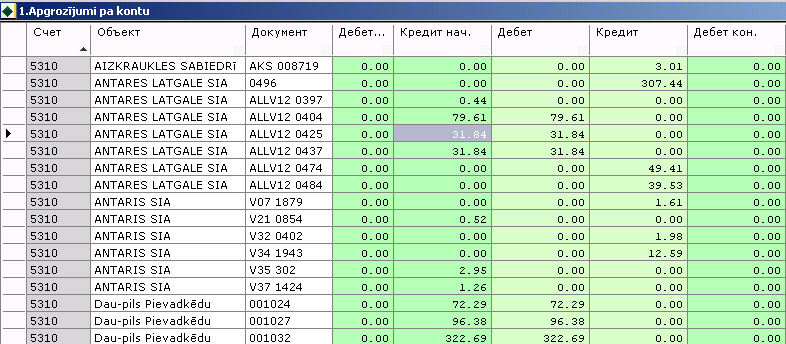 1.Apgrozījumi pa kontu
Счет Объект Документ Дебет... Кредит нач. Дебет Кредит Дебет кон.
5310 AIZKRAUKLES SABIEDRī AKS 008719 0.00 0.00 0.00 3.01 0.00
5310 ANTARES LATGALE SIA 0496 0.00 0.00 0.00 307.44 0.00
5310 ANTARES LATGALE SIA ALLV12 0397 0.00 0.44 0.00 0.00 0.00
5310 ANTARES LATGALE SIA ALLV12 0404 0.00 79.61 79.61 0.00 0.00
5310 ANTARES LATGALE SIA ALLV12 0425 0.00 31.84 31.84 0.00 0.00
5310 ANTARES LATGALE SIA ALLV12 0437 0.00 31.84 31.84 0.00 0.00
5310 ANTARES LATGALE SIA ALLV12 0474 0.00 0.00 0.00 49.41 0.00
5310 ANTARES LATGALE SIA ALLV12 0484 0.00 0.00 0.00 39.53 0.00
5310 ANTARIS SIA V07 1879 0.00 0.00 0.00 1.61 0.00
5310 ANTARIS SIA V21 0854 0.00 0.52 0.00 0.00 0.00
5310 ANTARIS SIA V32 0402 0.00 0.00 0.00 1.98 0.00
5310 ANTARIS SIA V34 1943 0.00 0.00 0.00 12.59 0.00
5310 ANTARIS SIA V35 302 0.00 2.95 0.00 0.00 0.00
5310 ANTARIS SIA V37 1424 0.00 1.26 0.00 0.00 0.00
5310 Dau-pils Pievadkēdu 001024 0.00 72.29 72.29 0.00 0.00
5310 Dau-pils Pievadkēdu 001027 0.00 96.38 96.38 0.00 0.00
5310 Dau-pils Pievadkēdu 001032 0.00 322.69 322.69 0.00 0.00